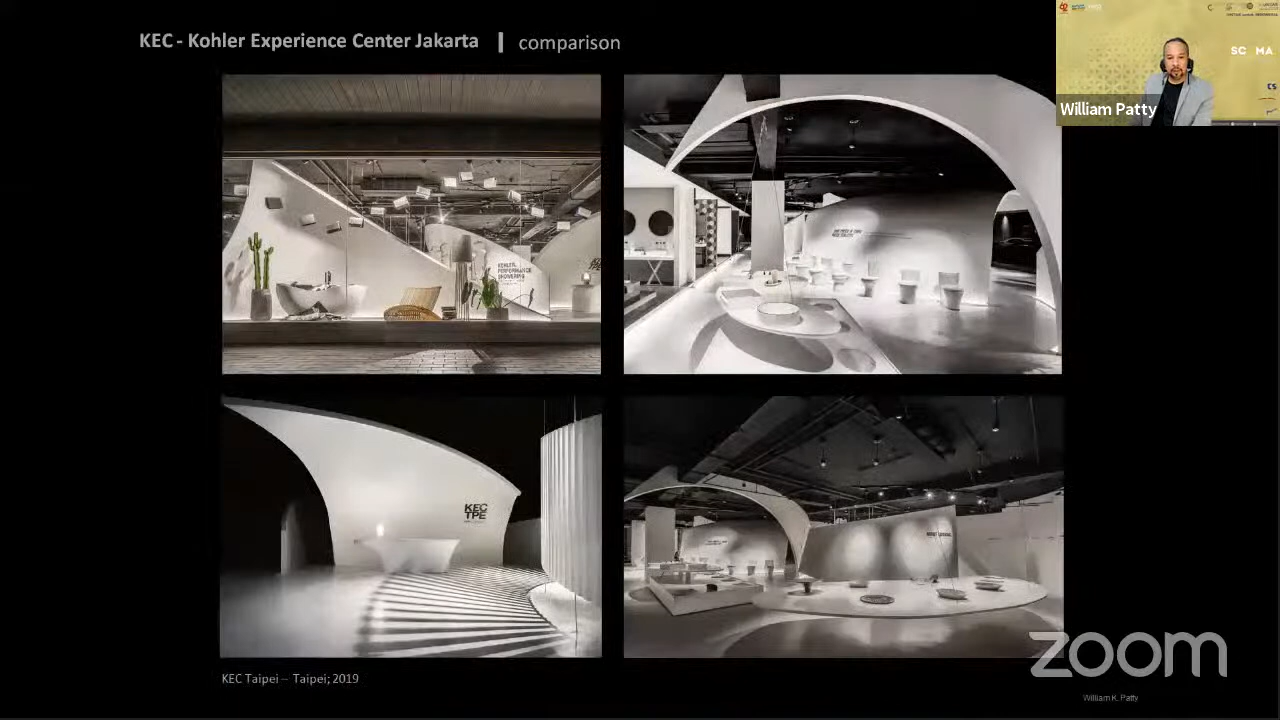 KEC - Kohler Experience Center Jakarta | comparison
SC MA
William Patty
KOHLER
PERFORMANCE
SHOWERING
KEC
TPE
KEC Taipei – Taipei; 2019
zoom
William K. Patty